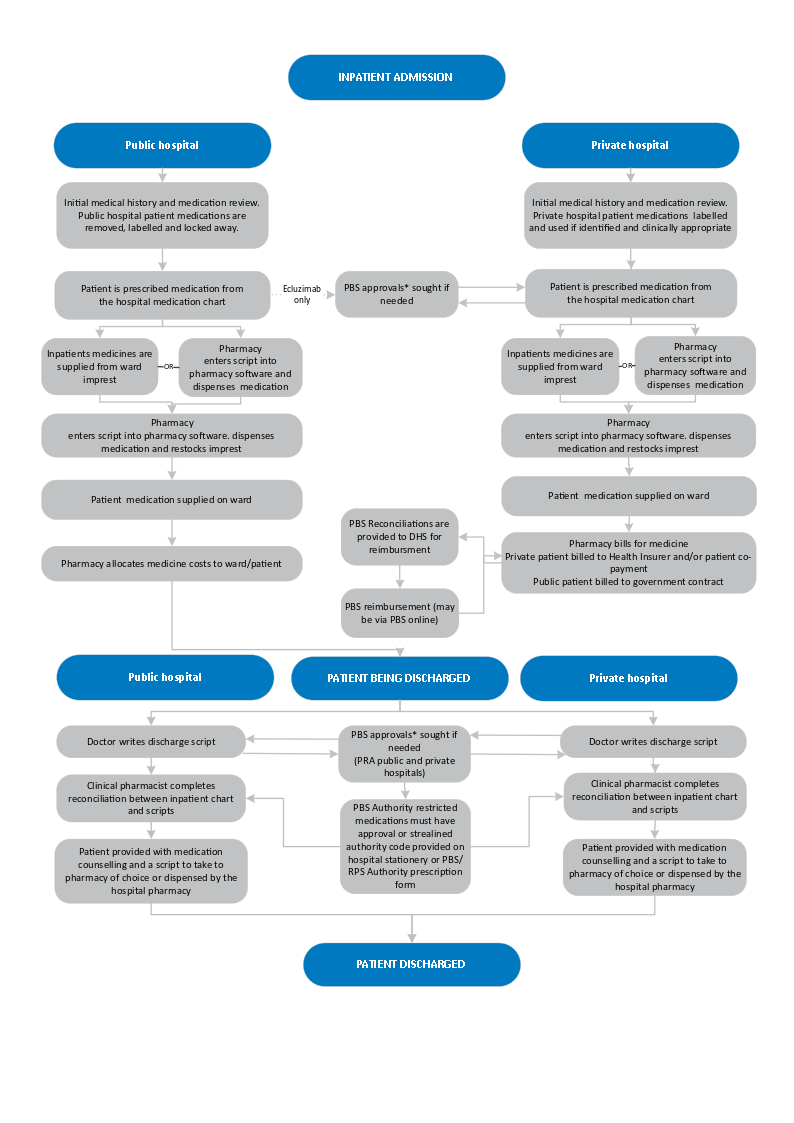 INPATIENT ADMISSION
Public hospital
Private hospital
Initial medical history and medication review.
Public hospital patient medications are
removed, labelled and locked away.
Initial medical history and medication review.
Private hospital patient medications labelled
and used if identified and clinically appropriate
Patient is prescribed medication from
the hospital medication chart
Ecluzimab
only
PBS approvals* sought if
needed
Patient is prescribed medication from
the hospital medication chart
Inpatients medicines are
supplied from ward
imprest
OR
Pharmacy
enters script into
pharmacy software and
dispenses medication
Inpatients medicines are
supplied from ward
imprest
OR
Pharmacy
enters script into
pharmacy software and
dispenses medication
Pharmacy
enters script into pharmacy software. dispenses
medication and restocks imprest
Pharmacy
enters script into pharmacy software. dispenses
medication and restocks imprest
Patient medication supplied on ward
Patient medication supplied on ward
Pharmacy allocates medicine costs to ward/patient
PBS Reconciliations are
provided to DHS for
reimbursment
PBS reimbursement (may
be via PBS online)
Pharmacy bills for medicine
Private patient billed to Health Insurer and/or patient co-
payment
Public patient billed to government contract
Public hospital
PATIENT BEING DISCHARGED
Private hospital
Doctor writes discharge script
PBS approvals* sought if
needed
(PRA public and private
hospitals)
Doctor writes discharge script
Clinical pharmacist completes
reconciliation between inpatient chart
and scripts
PBS Authority restricted
medications must have
approval or strealined
authority code provided on
hospital stationery or PBS/
RPS Authority prescription
form
Clinical pharmacist completes
reconciliation between inpatient chart
and scripts
Patient provided with medication
counselling and a script to take to
pharmacy of choice or dispensed by the
hospital pharmacy
Patient provided with medication
counselling and a script to take to
pharmacy of choice or dispensed by the
hospital pharmacy
PATIENT DISCHARGED